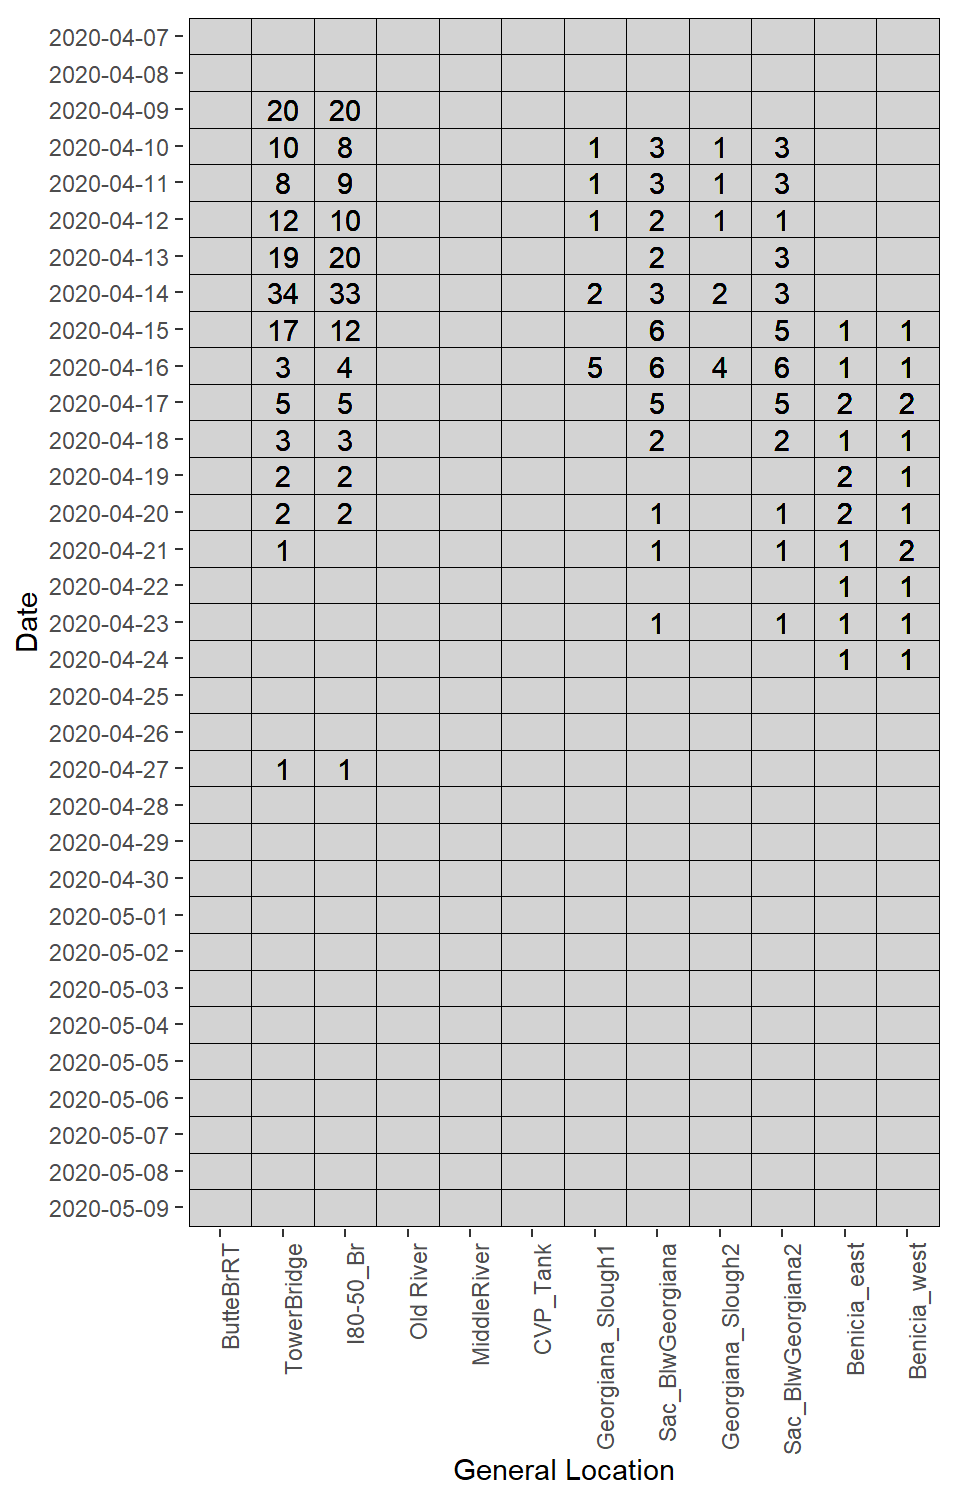 2020-04-07
2020-04-08
2020-04-09 20 20
2020-04-10 10 8 1 3 1 3
2020-04-11 8 9 1 3 1 3
2020-04-12 12 10 1 2 1 1
2020-04-13 19 20 2 3
2020-04-14 34 33 2 3 2 3
2020-04-15 17 12 6 5 1 1
2020-04-16 3 4 5 6 4 6 1 1
2020-04-17 5 5 5 5 2 2
2020-04-18 3 3 2 2 1 1
2020-04-19 2 2 2 1
2020-04-20 2 2 1 1 2 1
2020-04-21 1 1 1 1 2
2020-04-22 1 1
2020-04-23 1 1 1 1
2020-04-24 1 1
2020-04-25
2020-04-26
2020-04-27 1 1
2020-04-28
2020-04-29
2020-04-30
2020-05-01
2020-05-02
2020-05-03
2020-05-04
2020-05-05
2020-05-06
2020-05-07
2020-05-08
2020-05-09
Date
ButteBrRT
TowerBridge
I80-50_Br
Old River
MiddleRiver
CVP_Tank
Georgiana_Slough1
Sac_BlwGeorgiana
Georgiana_Slough2
Sac_BlwGeorgiana2
Benicia_east
Benicia_west
General Location